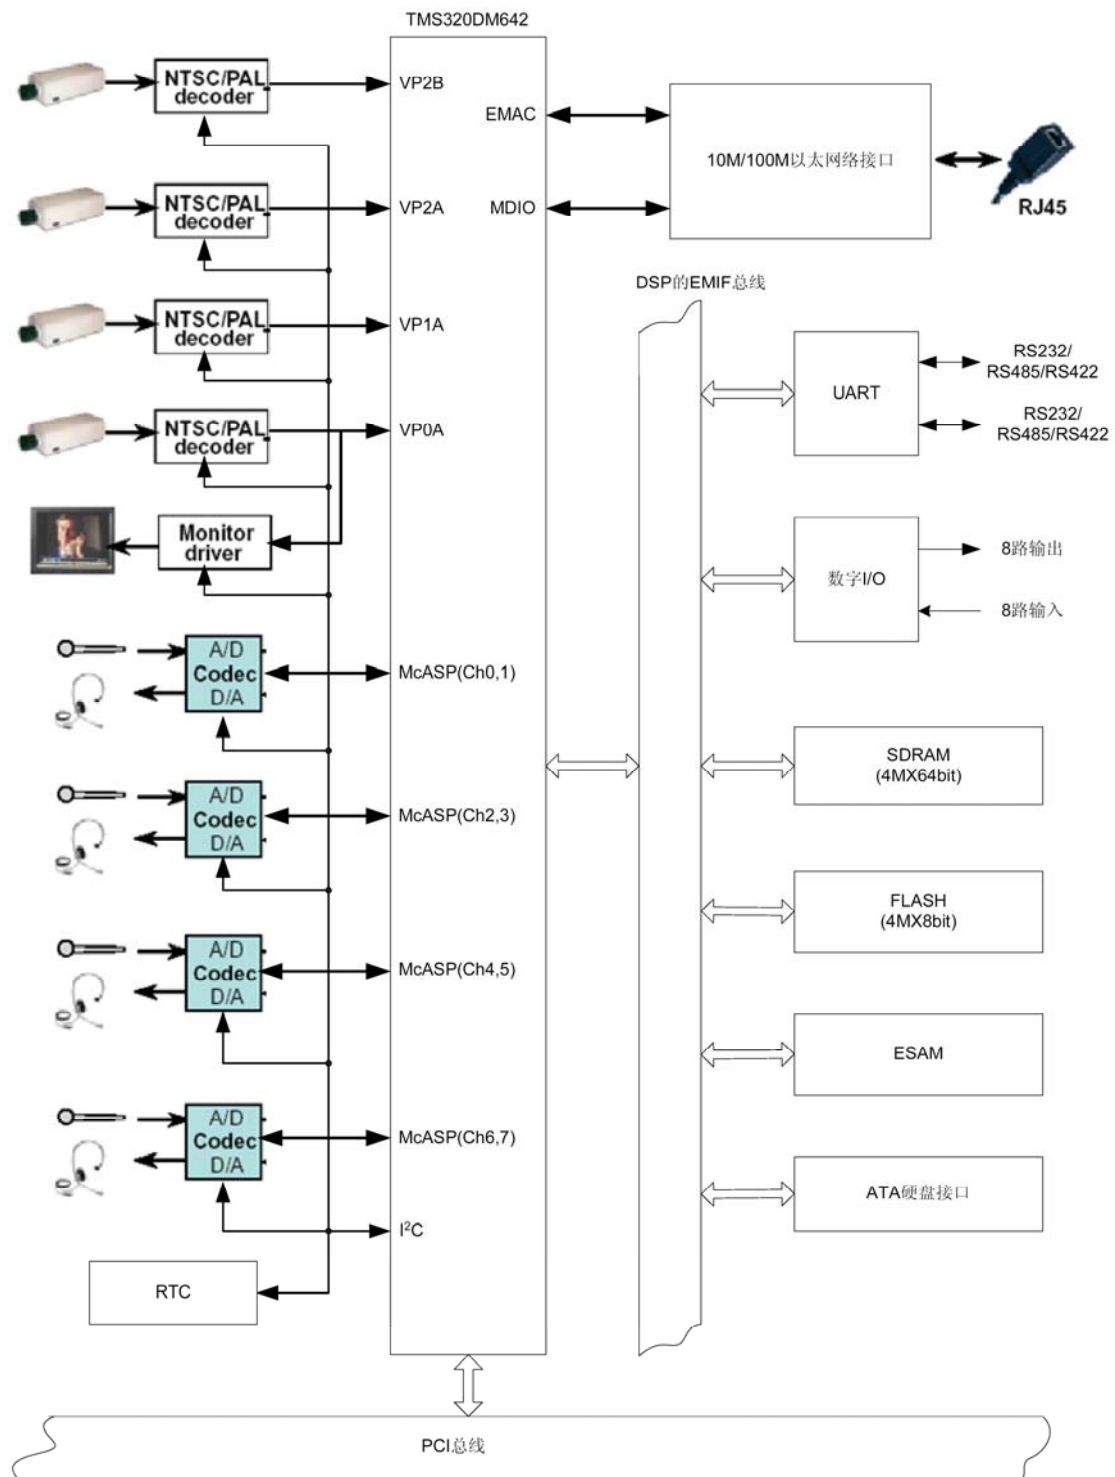 TMS320DM642
NTSC/PAL
decoder
VP2B
EMAC
10M/100M以太网络接口
RJ45
NTSC/PAL
decoder
VP2A
MDIO
DSP的EMIF总线
NTSC/PAL
decoder
VP1A
UART
RS232/
RS485/RS422
RS232/
RS485/RS422
NTSC/PAL
decoder
VP0A
Monitor
driver
数字I/O
8路输出
8路输入
A/D
Codec
D/A
McASP(Ch0,1)
SDRAM
(4MX64bit)
A/D
Codec
D/A
McASP(Ch2,3)
FLASH
(4MX8bit)
A/D
Codec
D/A
McASP(Ch4,5)
ESAM
A/D
Codec
D/A
McASP(Ch6,7)
ATA硬盘接口
I²C
RTC
PCI总线